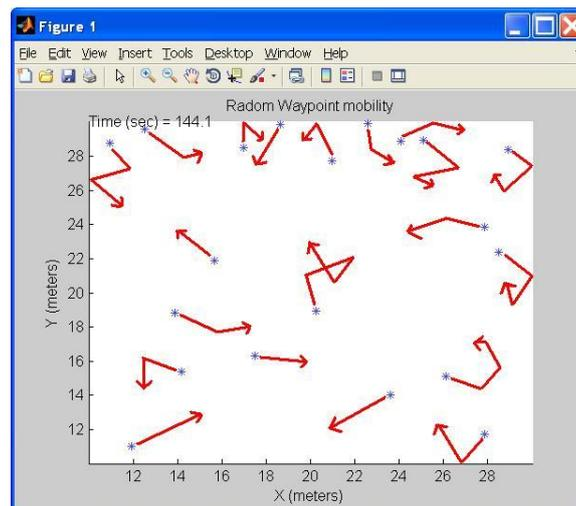 Figure 1
File Edit View Insert Tools Desktop Window Help
Radom Waypoint mobility
Time (sec) = 144.1
28
26
24
22
20
18
16
14
12
Y (meters)
12 14 16 18 20 22 24 26 28
X (meters)